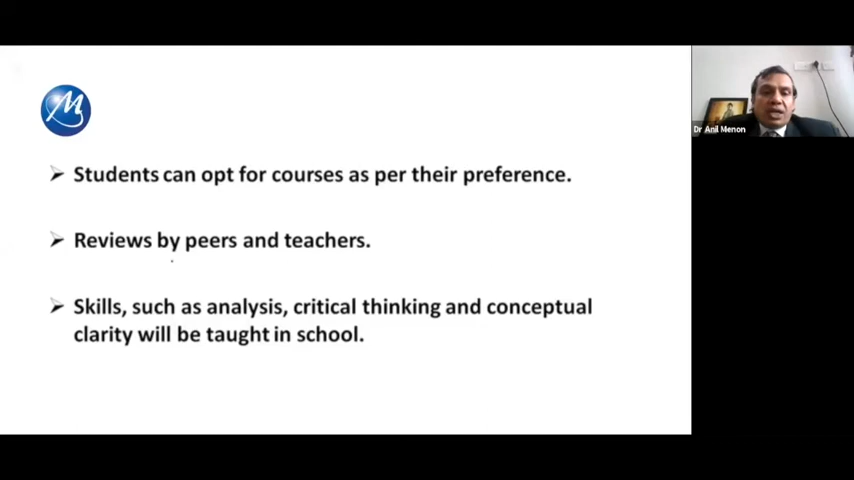 M
Students can opt for courses as per their preference.
Reviews by peers and teachers.
Skills, such as analysis, critical thinking and conceptual
clarity will be taught in school.
Dr Anil Menon